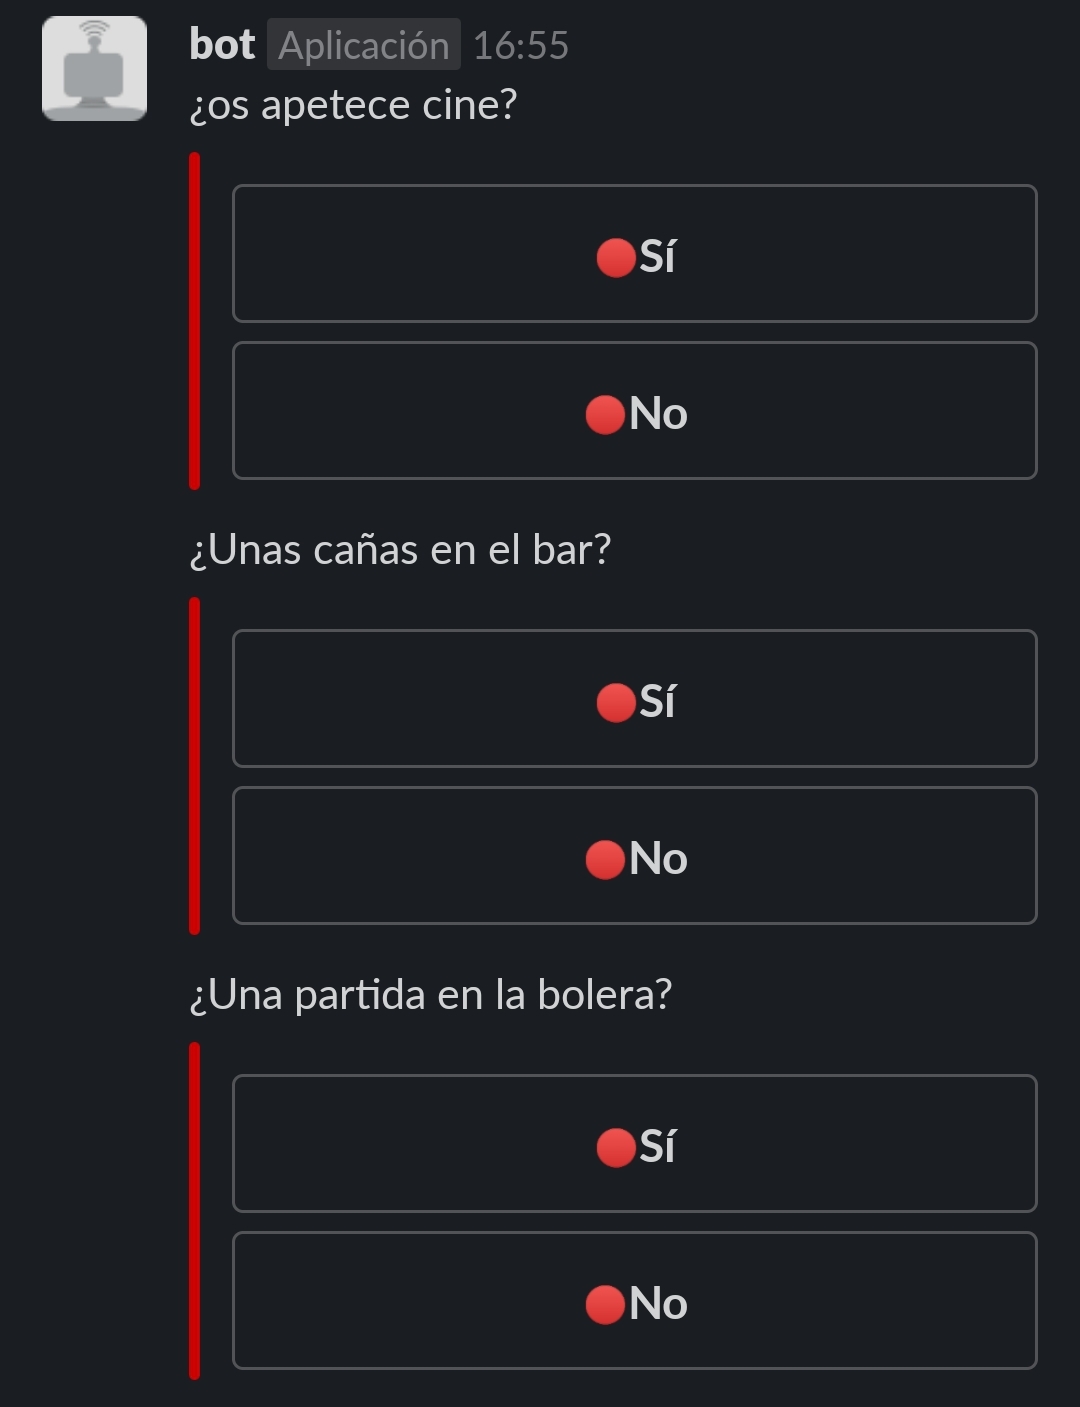 bot Aplicación 16:55
¿os apetece cine?
Sí
No
¿Unas cañas en el bar?
Sí
No
¿Una partida en la bolera?
Sí
No